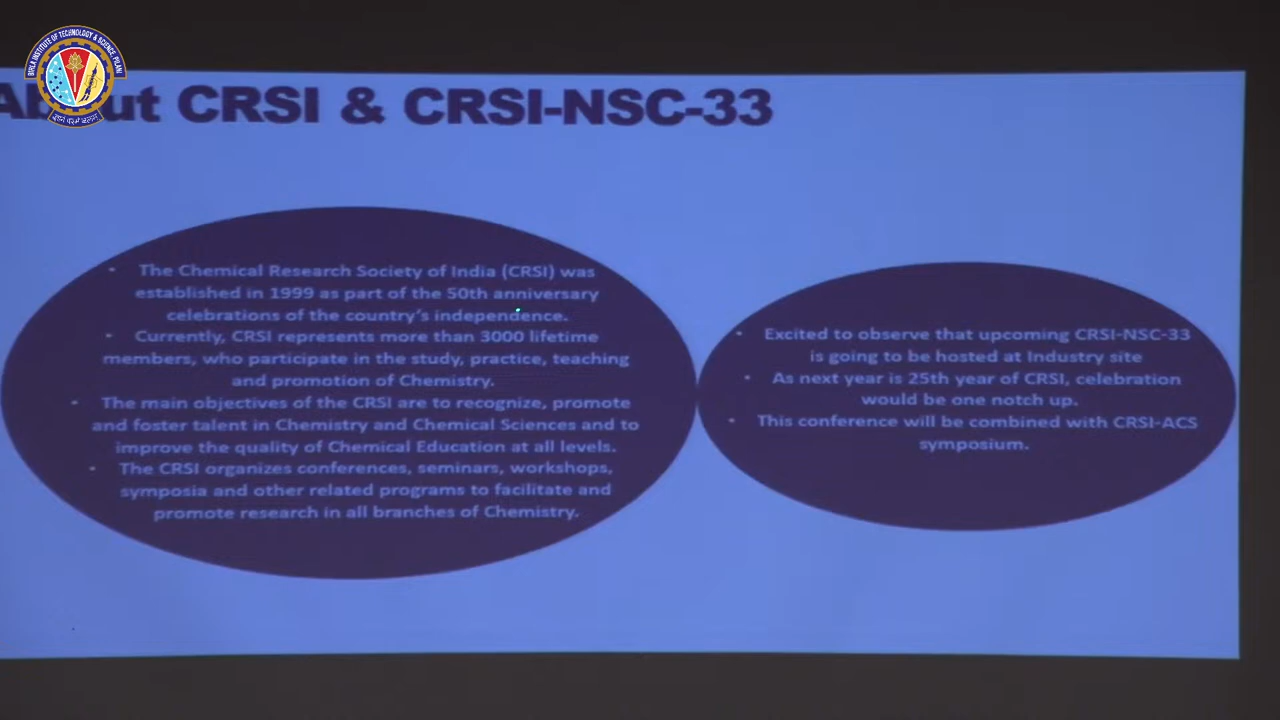 BIRLA INSTITUTE OF TECHNOLOGY & SCIENCE, PILANI
About CRSI & CRSI-NSC-33
• The Chemical Research Society of India (CRSI) was
established in 1999 as part of the 50th anniversary
celebrations of the country's independence.
• Currently, CRSI represents more than 3000 lifetime
members, who participate in the study, practice, teaching
and promotion of Chemistry.
• The main objectives of the CRSI are to recognize, promote
and foster talent in Chemistry and Chemical Sciences and to
improve the quality of Chemical Education at all levels.
• The CRSI organizes conferences, seminars, workshops,
symposia and other related programs to facilitate and
promote research in all branches of Chemistry.
• Excited to observe that upcoming CRSI-NSC-33
is going to be hosted at Industry site
• As next year is 25th year of CRSI, celebration
would be one notch up.
• This conference will be combined with CRSI-ACS
symposium.